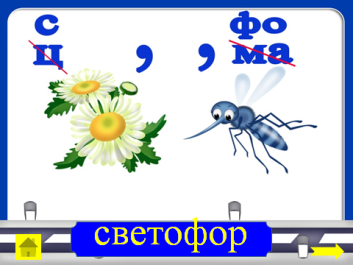 с фо
ц , , ма
светофор